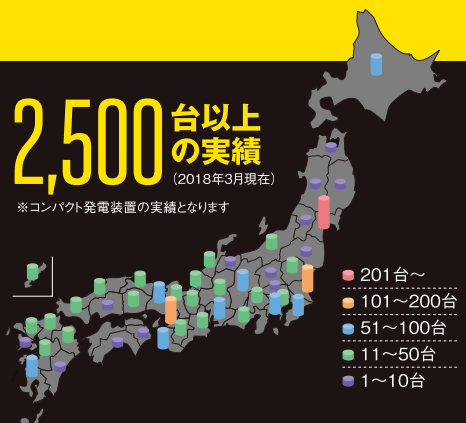 2,500台以上
の実績
（2018年3月現在）
※コンパクト発電装置の実績となります
201台～
101～200台
51～100台
11～50台
1～10台